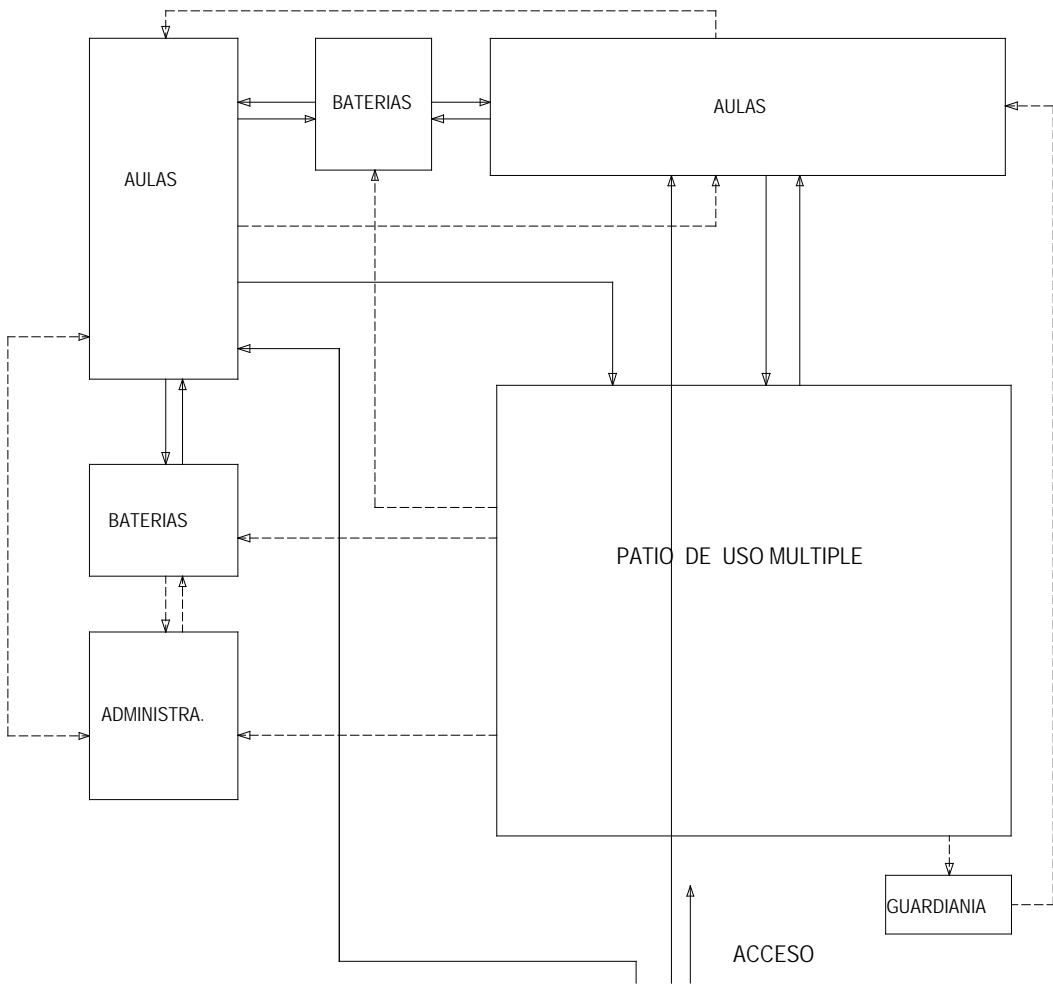 BATERIAS
AULAS
AULAS
BATERIAS
PATIO DE USO MULTIPLE
ADMINISTRA.
GUARDIANIA
ACCESO